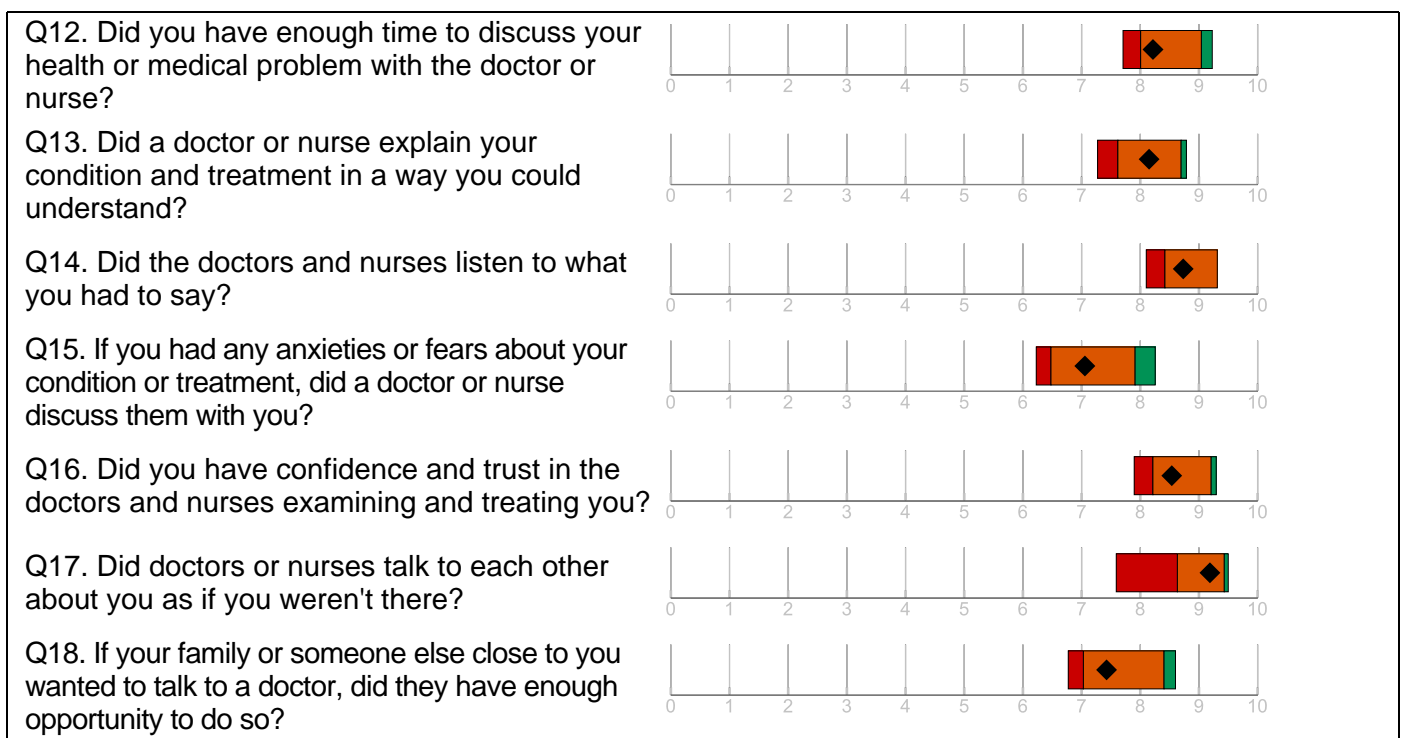 Q12. Did you have enough time to discuss your
health or medical problem with the doctor or
nurse?
0 1 2 3 4 5 6 7 8 9 10
Q13. Did a doctor or nurse explain your
condition and treatment in a way you could
understand?
0 1 2 3 4 5 6 7 8 9 10
Q14. Did the doctors and nurses listen to what
you had to say?
0 1 2 3 4 5 6 7 8 9 10
Q15. If you had any anxieties or fears about your
condition or treatment, did a doctor or nurse
discuss them with you?
0 1 2 3 4 5 6 7 8 9 10
Q16. Did you have confidence and trust in the
doctors and nurses examining and treating you?
0 1 2 3 4 5 6 7 8 9 10
Q17. Did doctors or nurses talk to each other
about you as if you weren't there?
0 1 2 3 4 5 6 7 8 9 10
Q18. If your family or someone else close to you
wanted to talk to a doctor, did they have enough
opportunity to do so?
0 1 2 3 4 5 6 7 8 9 10